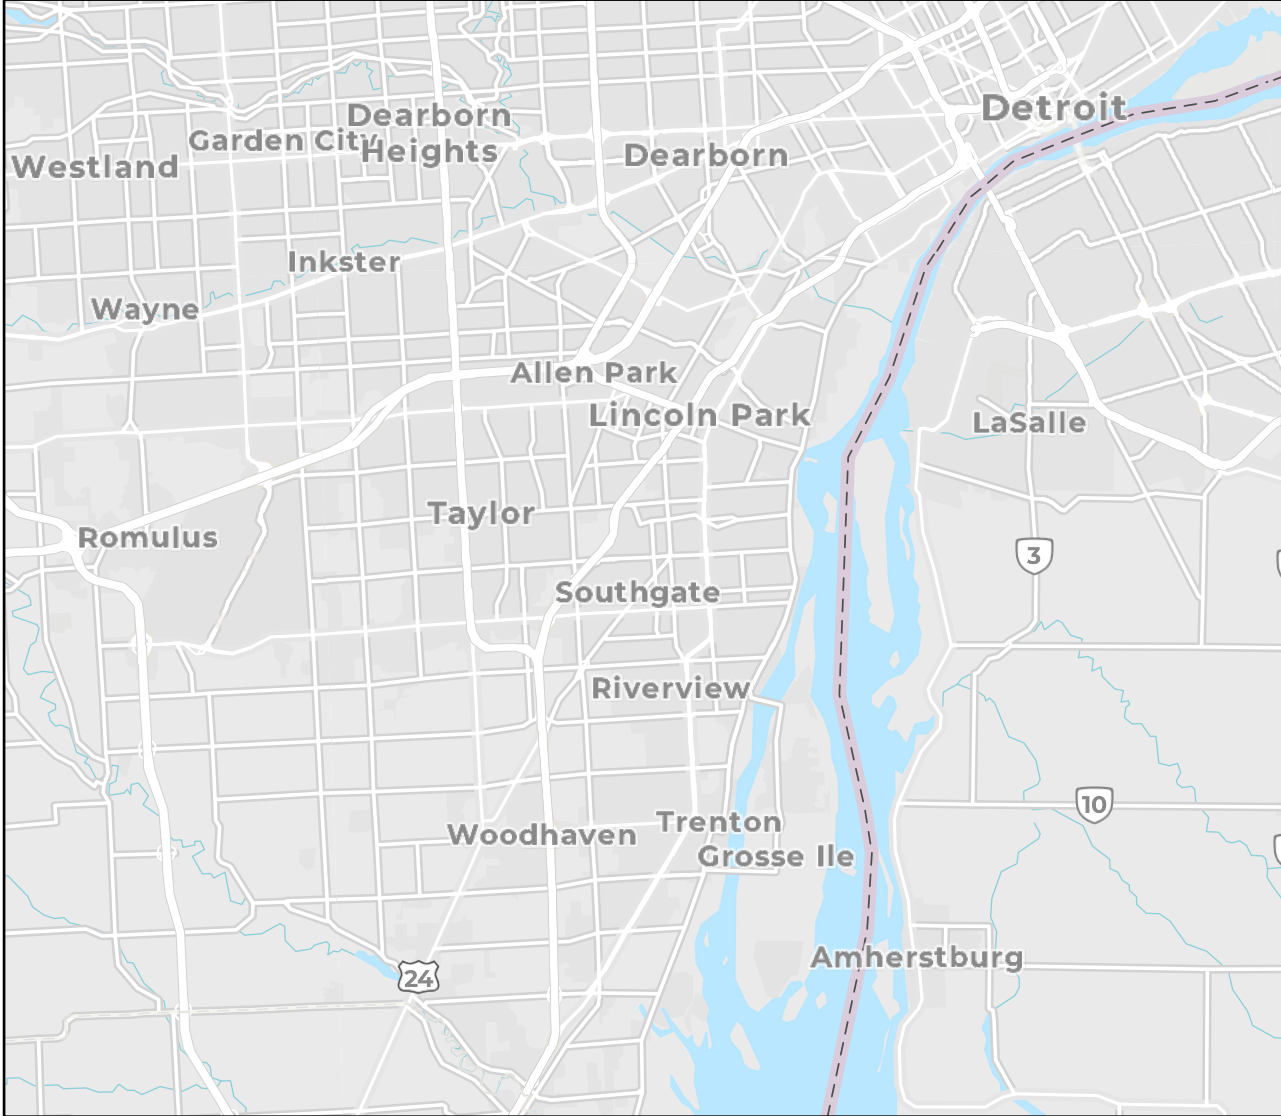 Detroit
Dearborn
Heights
Garden City
Westland
Dearborn
Inkster
Wayne
Allen Park
Lincoln Park
LaSalle
Taylor
Romulus
3
Southgate
Riverview
10
Trenton
Woodhaven
Grosse Ile
Amherstburg
24